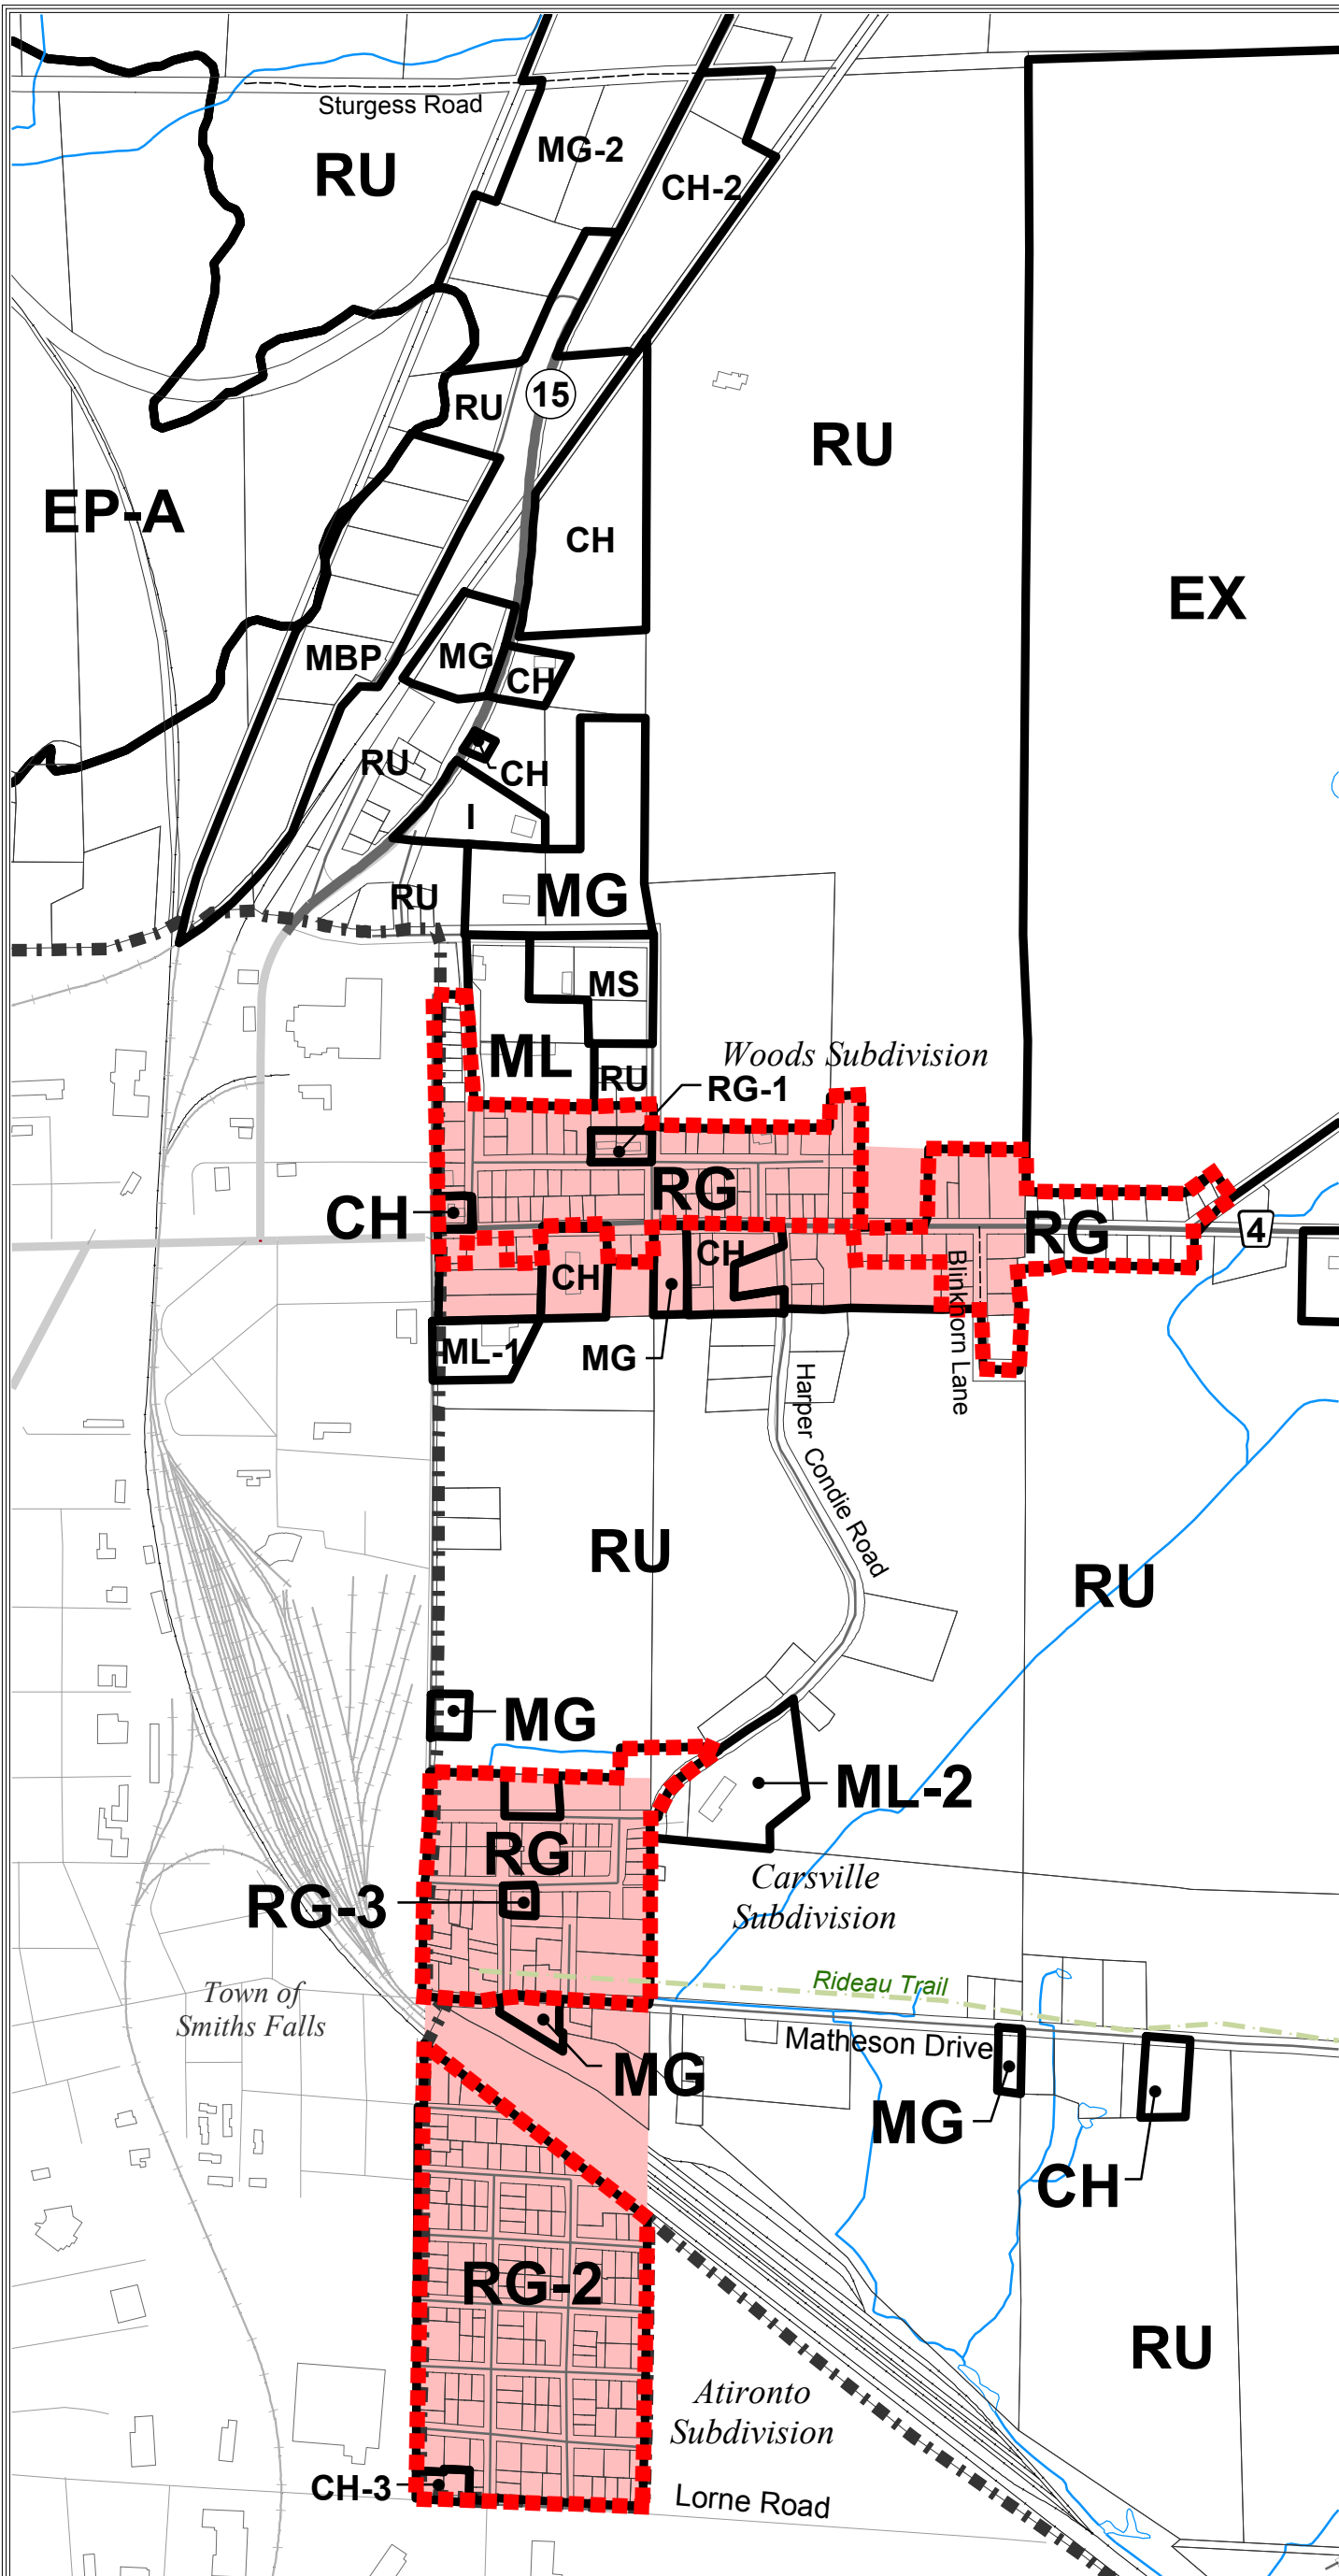 Sturgess Road
RU
MG-2
CH-2
RU
15
RU
EP-A
CH
EX
MBP
MG
CH
RU
CH
I
RU
MG
MS
ML
Woods Subdivision
RU
RG-1
RG
CH
RG
4
CH
CH
Blinkhorn Lane
ML-1
MG
Harper Condie Road
RU
RU
MG
ML-2
RG
Carsville
Subdivision
RG-3
Rideau Trail
Town of
Smiths Falls
Matheson Drive
MG
MG
CH
RG-2
RU
Atironto
Subdivision
CH-3
Lorne Road